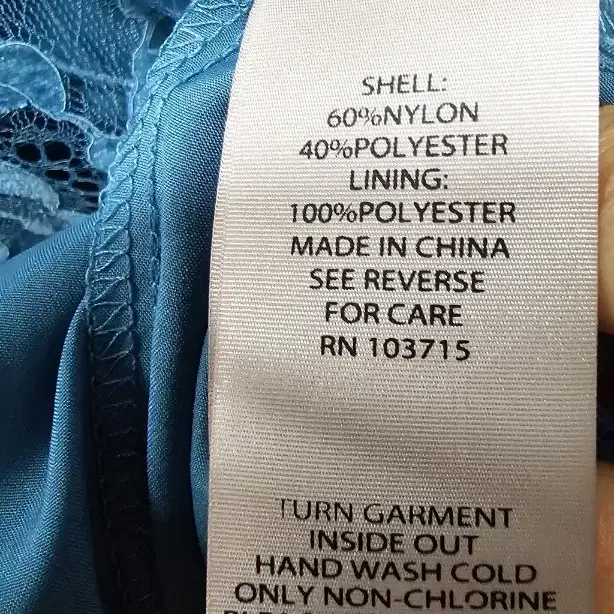 SHELL:
60%NYLON
40%POLYESTER
LINING:
100%POLYESTER
MADE IN CHINA
SEE REVERSE
FOR CARE
RN 103715
TURN GARMENT
INSIDE OUT
HAND WASH COLD
ONLY NON-CHLORINE